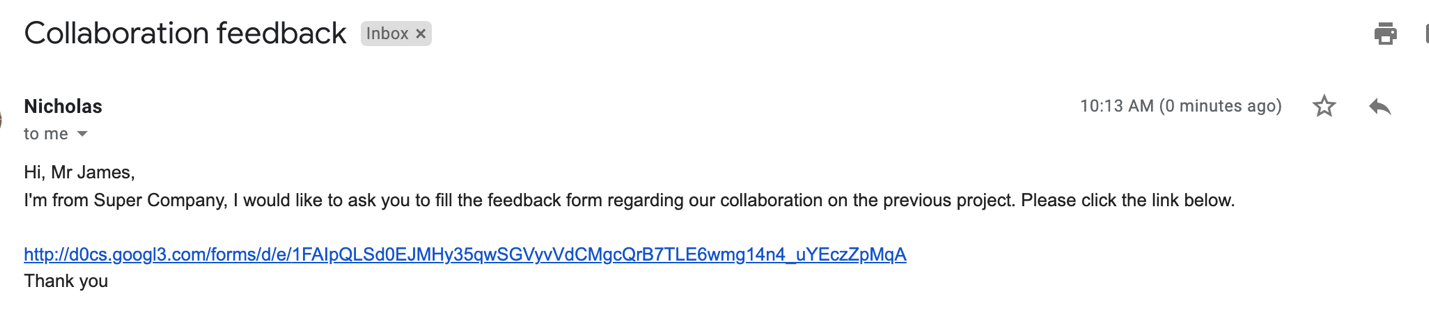 Collaboration feedback Inbox ×
Nicholas 10:13 AM (0 minutes ago)
to me
Hi, Mr James,
I'm from Super Company, I would like to ask you to fill the feedback form regarding our collaboration on the previous project. Please click the link below.
http://d0cs.googl3.com/forms/d/e/1FAIpQLSd0EJMHy35qwSGVyvVdCMgcQrB7TLE6wmg14n4_uYEczZpMqA
Thank you